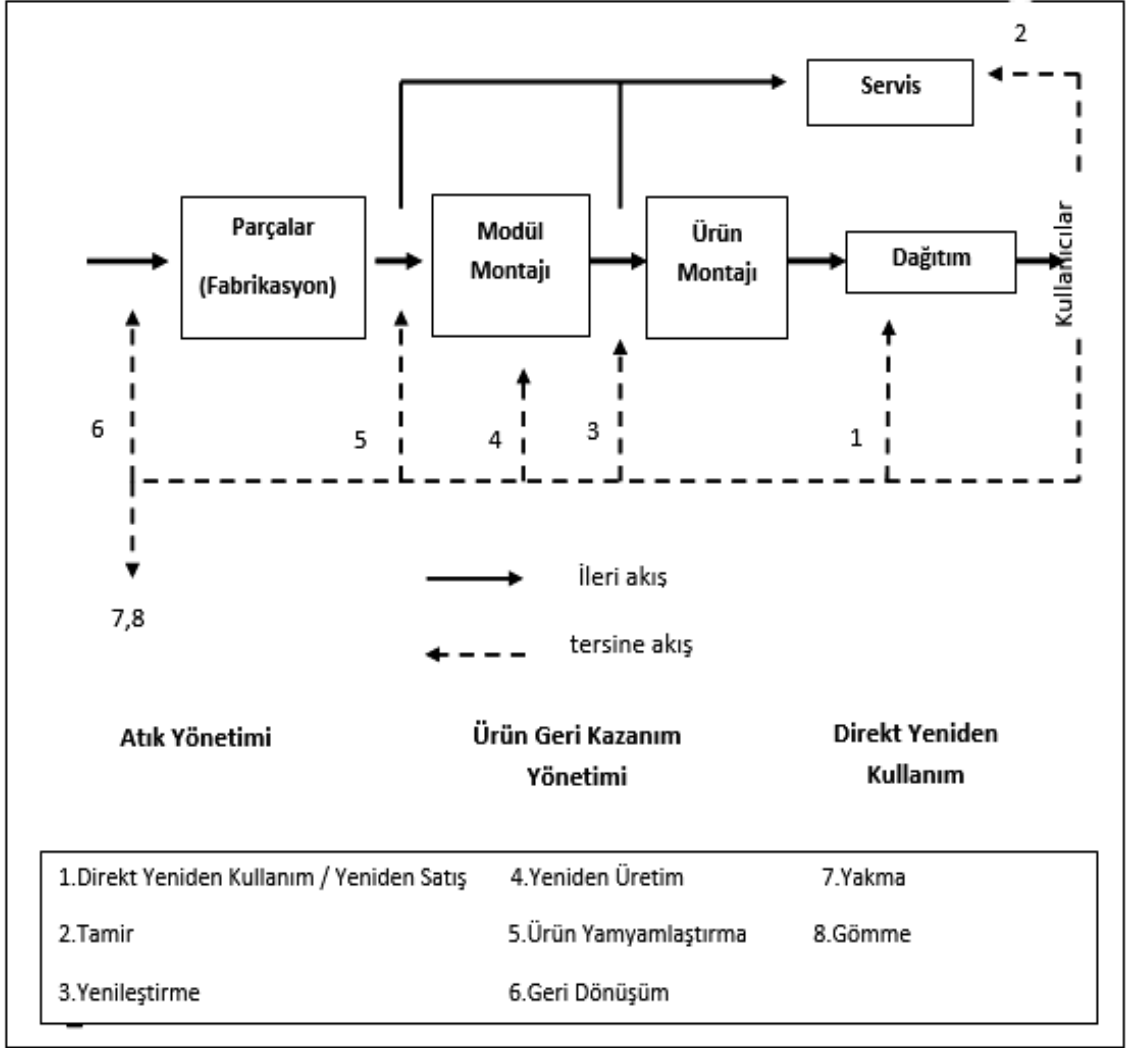 2
Servis
Parçalar
(Fabrikasyon)
Modül
Montajı
Ürün
Montajı
Dağıtım
Kullanıcılar
6
5
4
3
1
7,8
İleri akış
tersine akış
Atık Yönetimi
Ürün Geri Kazanım
Yönetimi
Direkt Yeniden
Kullanım
1.Direkt Yeniden Kullanım / Yeniden Satış
4.Yeniden Üretim
7.Yakma
2.Tamir
5.Ürün Yamyamlaştırma
8.Gömme
3.Yenileştirme
6.Geri Dönüşüm